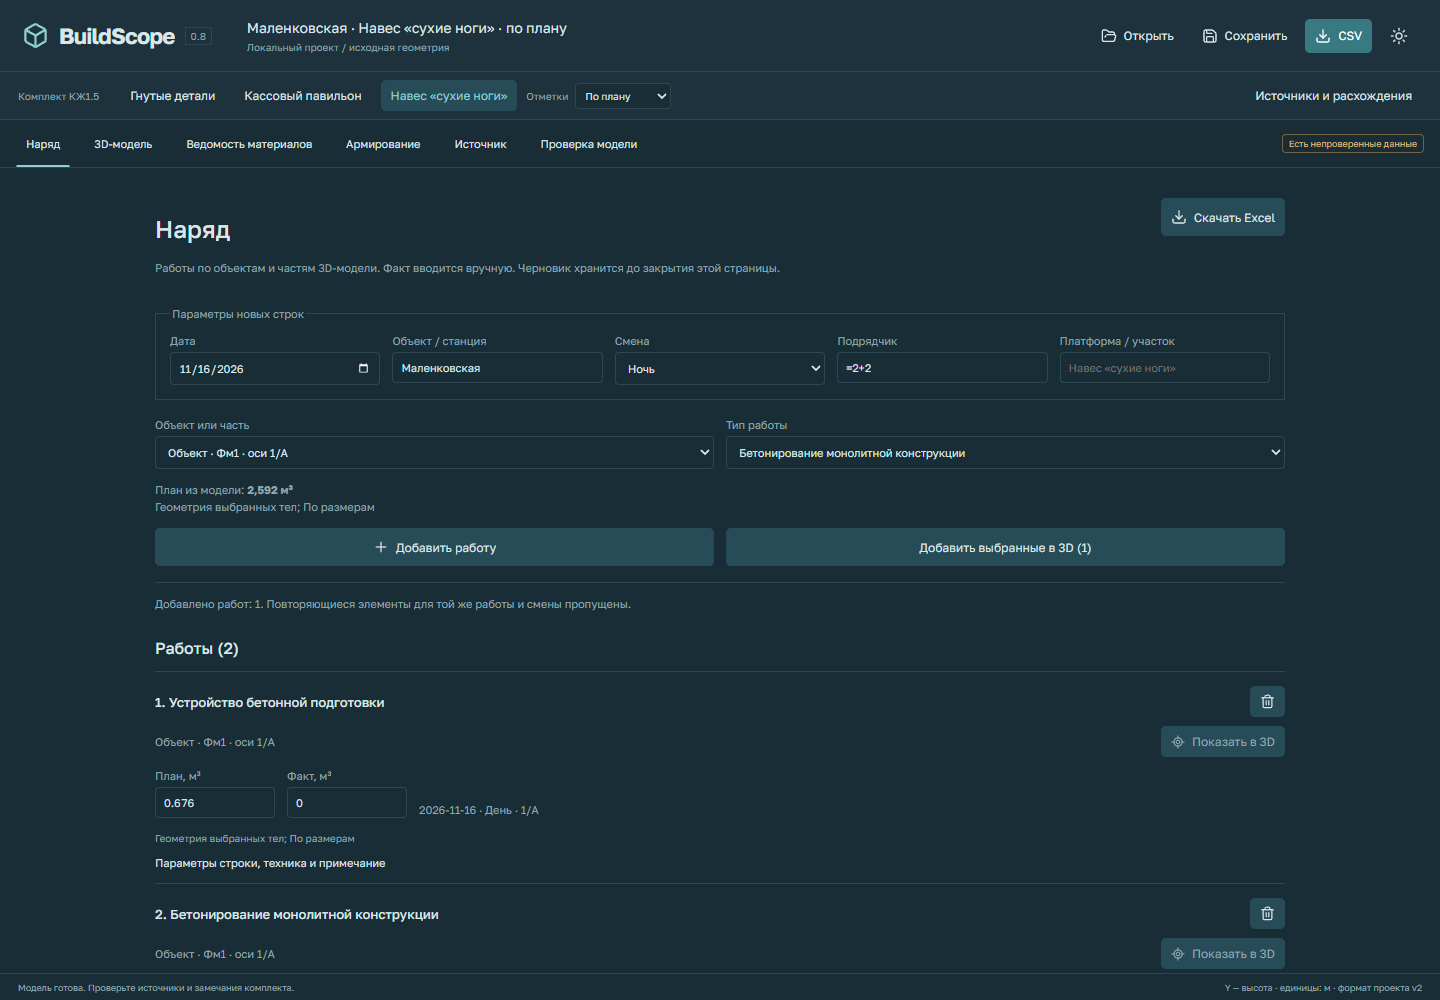 BuildScope 0.8
Маленковская · Навес «сухие ноги» · по плану
Локальный проект / исходная геометрия
Открыть
Сохранить
CSV
Комплект КЖ1.5
Гнутые детали
Кассовый павильон
Навес «сухие ноги»
Отметки
По плану
Источники и расхождения
Наряд
3D-модель
Ведомость материалов
Армирование
Источник
Проверка модели
Есть непроверенные данные
Наряд
Скачать Excel
Работы по объектам и частям 3D-модели. Факт вводится вручную. Черновик хранится до закрытия этой страницы.
Параметры новых строк
Дата
Объект / станция
Смена
Подрядчик
Платформа / участок
11/16/2026
Маленковская
Ночь
=2+2
Навес «сухие ноги»
Объект или часть
Тип работы
Объект · Фм1 · оси 1/А
Бетонирование монолитной конструкции
План из модели: 2,592 м³
Геометрия выбранных тел; По размерам
Добавить работу
Добавить выбранные в 3D (1)
Добавлено работ: 1. Повторяющиеся элементы для той же работы и смены пропущены.
Работы (2)
1. Устройство бетонной подготовки
Объект · Фм1 · оси 1/А
Показать в 3D
План, м³
Факт, м³
0.676
0
2026-11-16 · День · 1/А
Геометрия выбранных тел; По размерам
Параметры строки, техника и примечание
2. Бетонирование монолитной конструкции
Объект · Фм1 · оси 1/А
Показать в 3D
Модель готова. Проверьте источники и замечания комплекта.
Y — высота · единицы: м · формат проекта v2